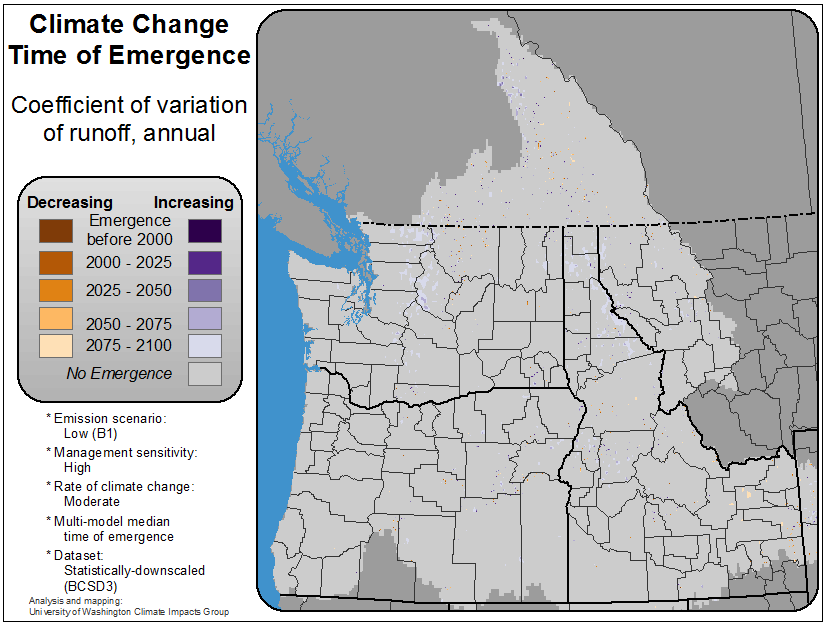 Climate Change
Time of Emergence
Coefficient of variation
of runoff, annual
Decreasing Increasing
Emergence
before 2000
2000 - 2025
2025 - 2050
2050 - 2075
2075 - 2100
No Emergence
* Emission scenario:
Low (B1)
* Management sensitivity:
High
* Rate of climate change:
Moderate
* Multi-model median
time of emergence
* Dataset:
Statistically-downscaled
(BCSD3)
Analysis and mapping:
University of Washington Climate Impacts Group